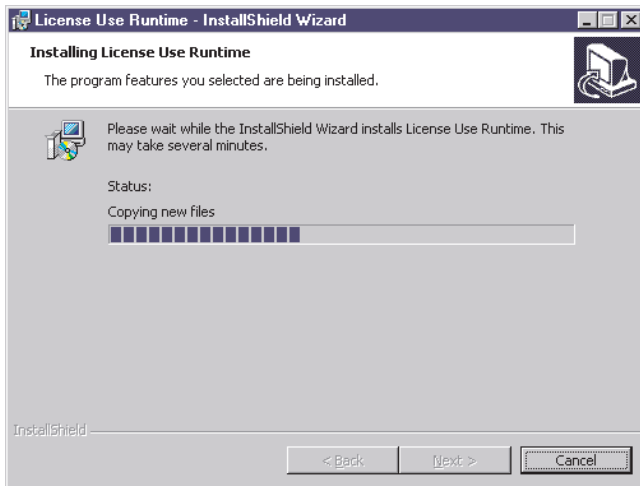 License Use Runtime - InstallShield Wizard
Installing License Use Runtime
The program features you selected are being installed.
Please wait while the InstallShield Wizard installs License Use Runtime. This
may take several minutes.
Status:
Copying new files
InstallShield
< Back
Next >
Cancel